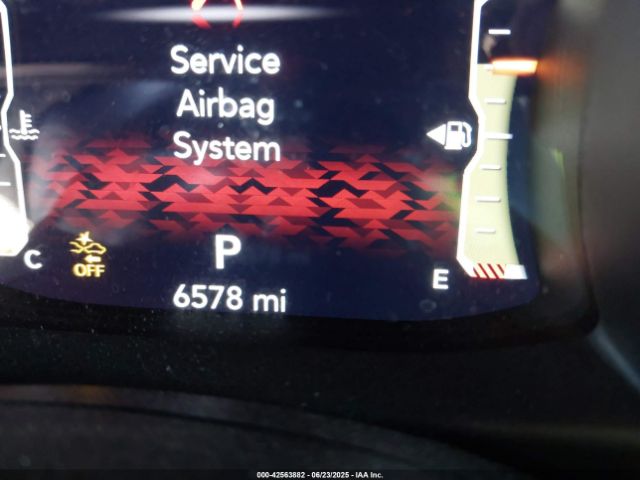 Service
Airbag
System
C
OFF
P
E
6578 mi
000-42563882 - 06/23/2025 - IAA Inc.